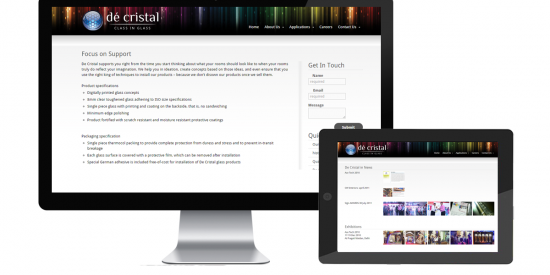 dé cristal
GLASS IN GLASS
Home About Us Applications Careers Contact Us
Focus on Support
Dé Cristal supports you right from the time you start thinking about what your rooms should look like to when your rooms
truly do reflect your imagination. We help you in ideation, create concepts based on those ideas, and even ensure that you
use the right king of techniques to install our products – because we don't disown our products once we sell them.
Product specifications
Digitally printed glass concepts
8mm glass toughened glass adhering to DD size specifications
Single piece glass with printing and coating on the backside, that is, no sandwiching
Minimum edge polishing
Product fortified with scratch resistant and moisture resistant protective coatings
Packaging specification
Single piece thermocol packing to provide complete protection from dyness and stress and to prevent in-transit
breakage
Each glass surface is covered with a protective film, which can be removed after installation
Special German adhesive is included free-of-cost for installation of De Cristal glass products
Get In Touch
Name
(required)
Email
(required)
Message
Submit
dé cristal
Dé Cristal in News
Exhibitions